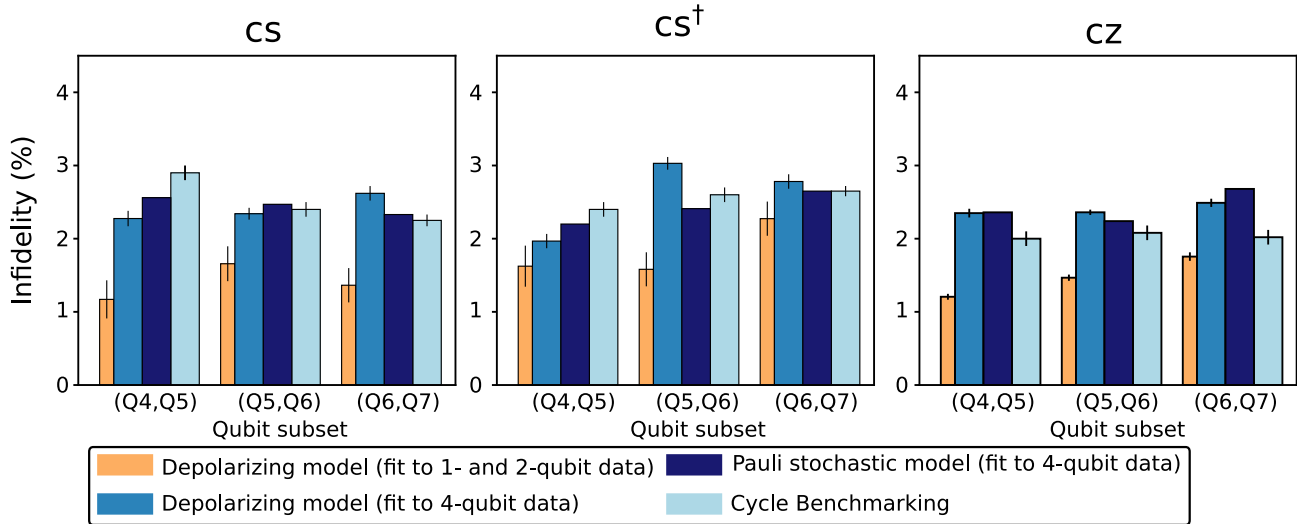 CS
CS†
CZ
Infidelity (%)
4
3
2
1
0
(Q4,Q5) (Q5,Q6) (Q6,Q7)
Qubit subset
4
3
2
1
0
(Q4,Q5) (Q5,Q6) (Q6,Q7)
Qubit subset
4
3
2
1
0
(Q4,Q5) (Q5,Q6) (Q6,Q7)
Qubit subset
Depolarizing model (fit to 1- and 2-qubit data)
Depolarizing model (fit to 4-qubit data)
Pauli stochastic model (fit to 4-qubit data)
Cycle Benchmarking